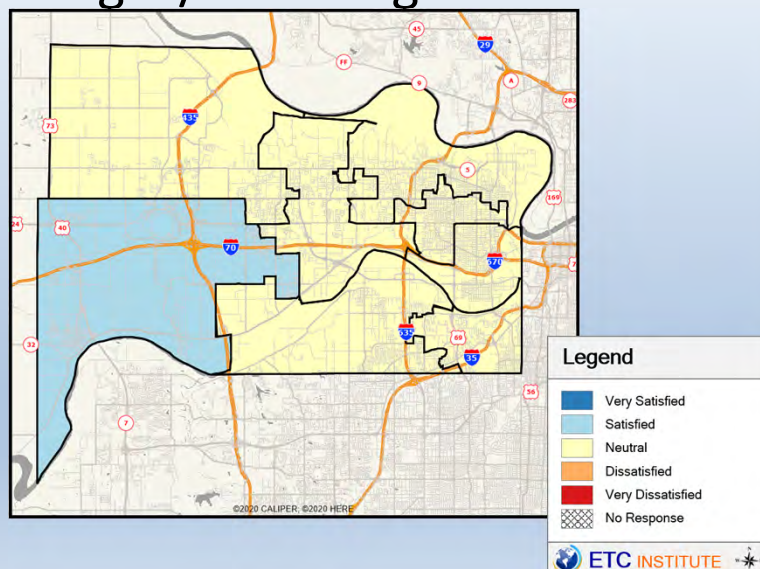 45
29
FF
A
9
283
73
435
5
169
24
40
70
670
635
69
32
35
56
7
©2020 CALIPER; ©2020 HERE
Legend
Very Satisfied
Satisfied
Neutral
Dissatisfied
Very Dissatisfied
No Response
ETC INSTITUTE